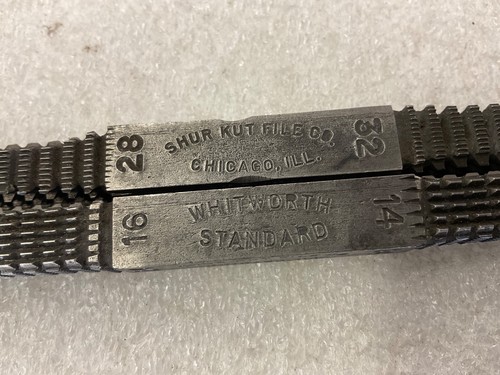 28 SHUR KUT FILE CO. 32
CHICAGO, ILL.
16 WHITWORTH 14
STANDARD